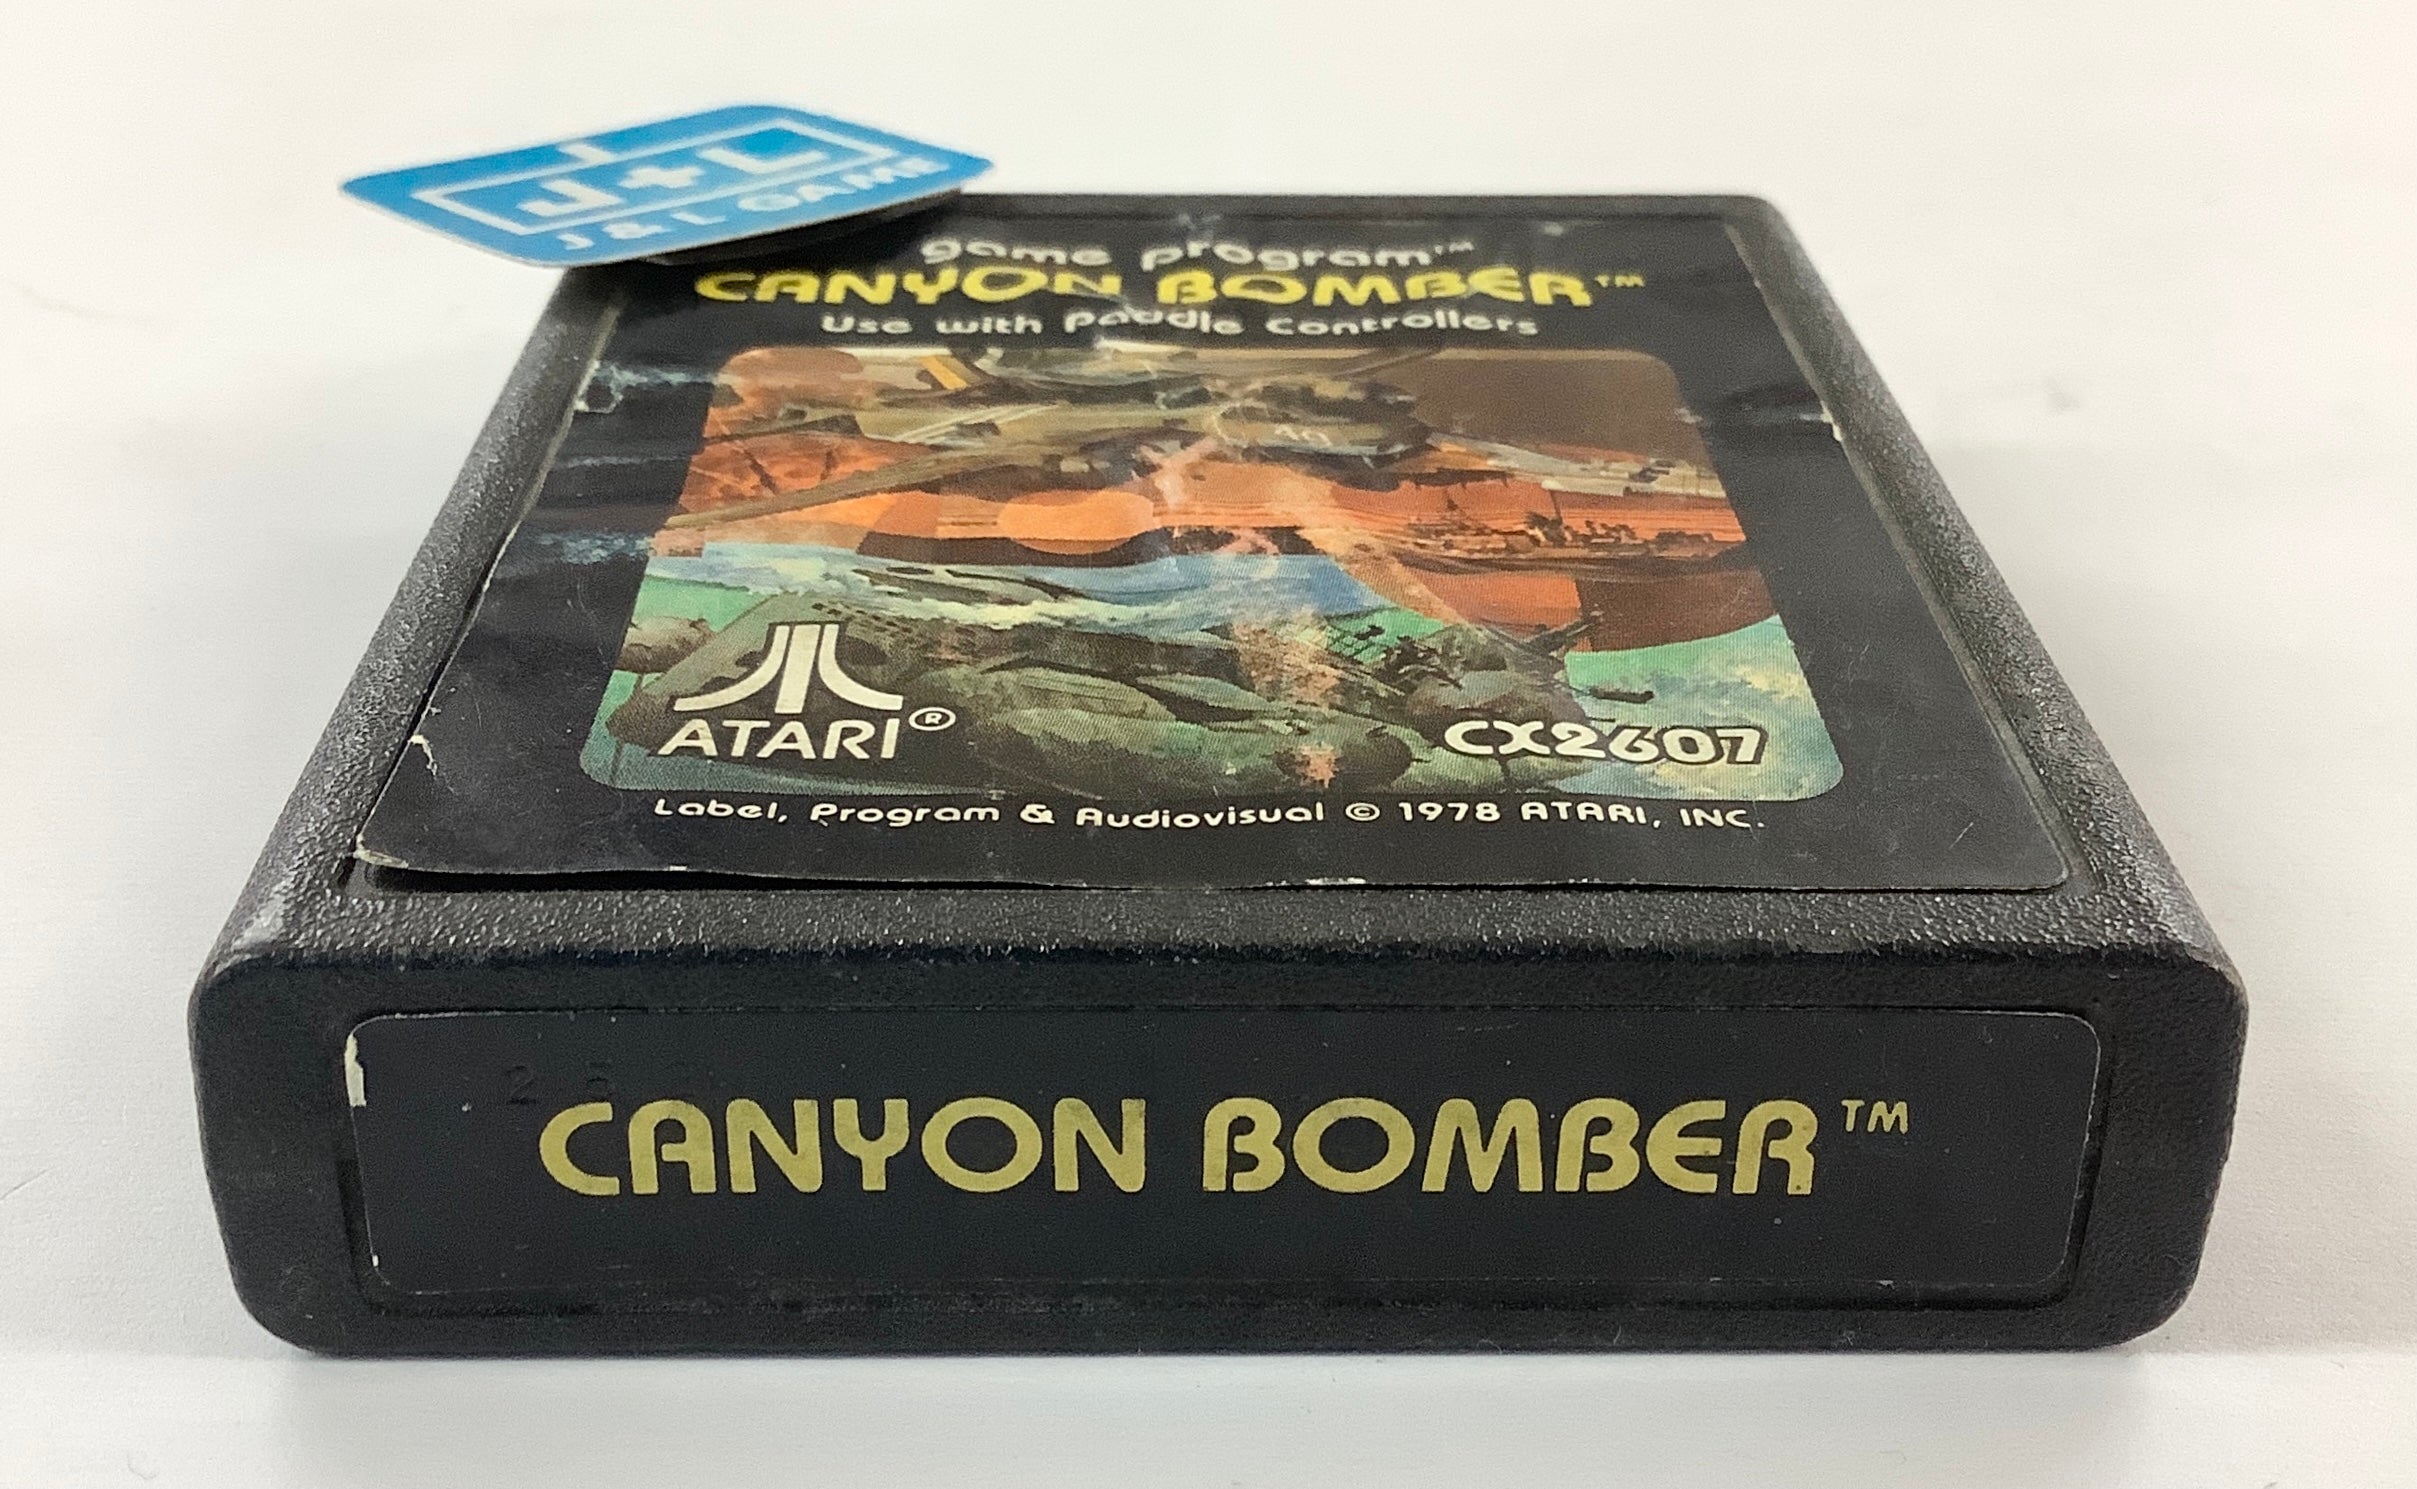 J+L
J & L GAME
game program™
CANYON BOMBER™
Use with Paddle Controllers
ATARI®
CX2607
Label, Program & Audiovisual © 1978 ATARI, INC.
CANYON BOMBER™